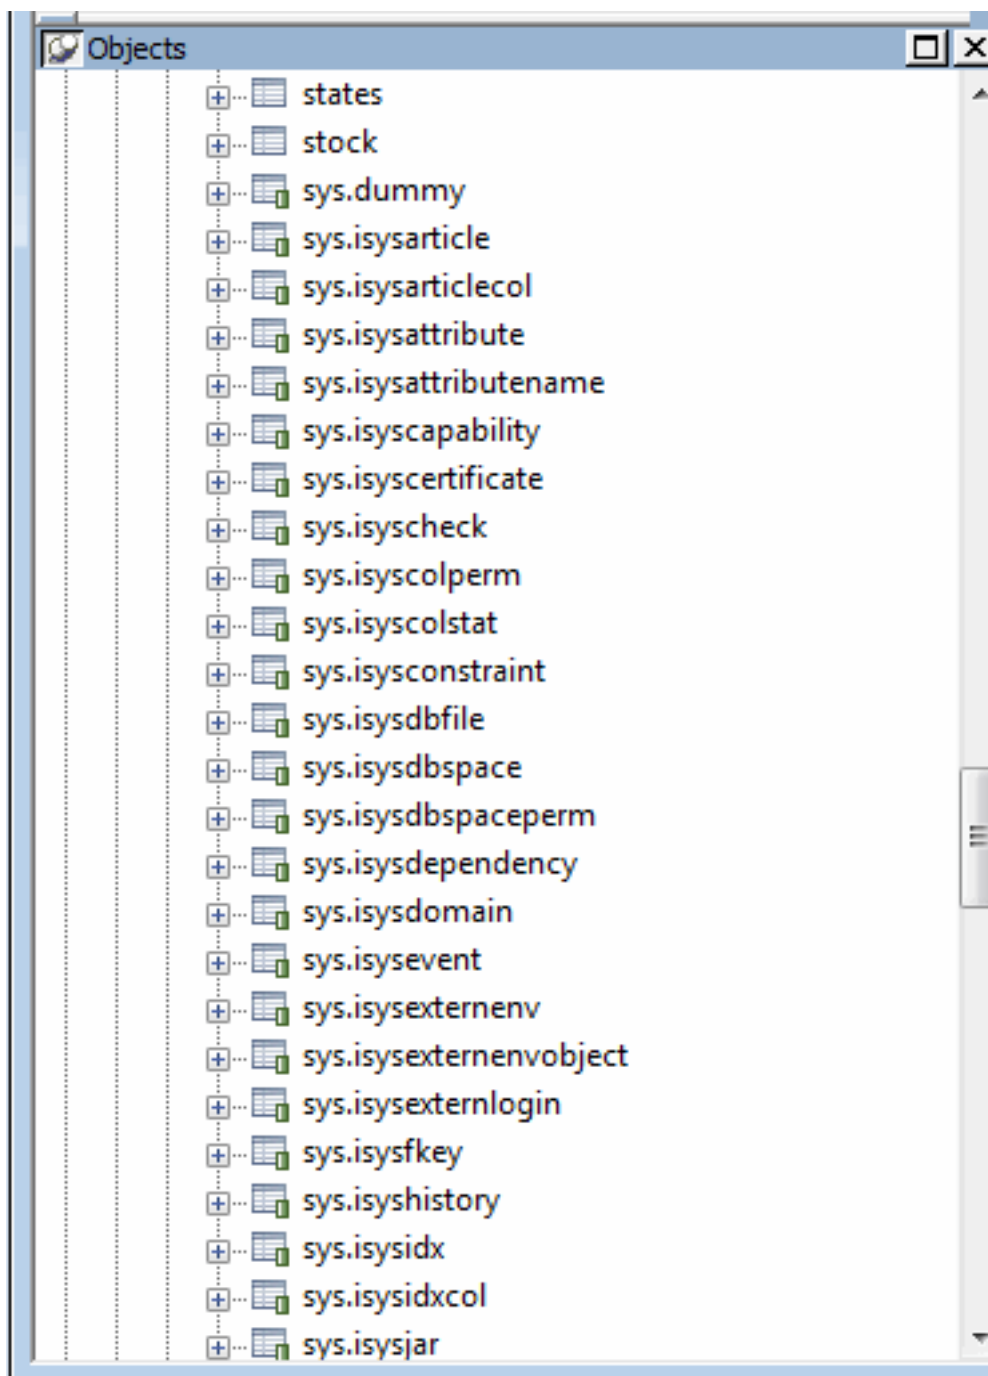 Objects
states
stock
sys.dummy
sys.isysarticle
sys.isysarticlecol
sys.isysattribute
sys.isysattributename
sys.isyscapability
sys.isyscertificate
sys.isyscheck
sys.isyscolperm
sys.isyscolstat
sys.isysconstraint
sys.isysdbfile
sys.isysdbspace
sys.isysdbspaceperm
sys.isysdependency
sys.isysdomain
sys.isysevent
sys.isysexternenv
sys.isysexternenvobject
sys.isysexternlogin
sys.isysfkey
sys.isyshistory
sys.isysidx
sys.isysidxcol
sys.isysjar